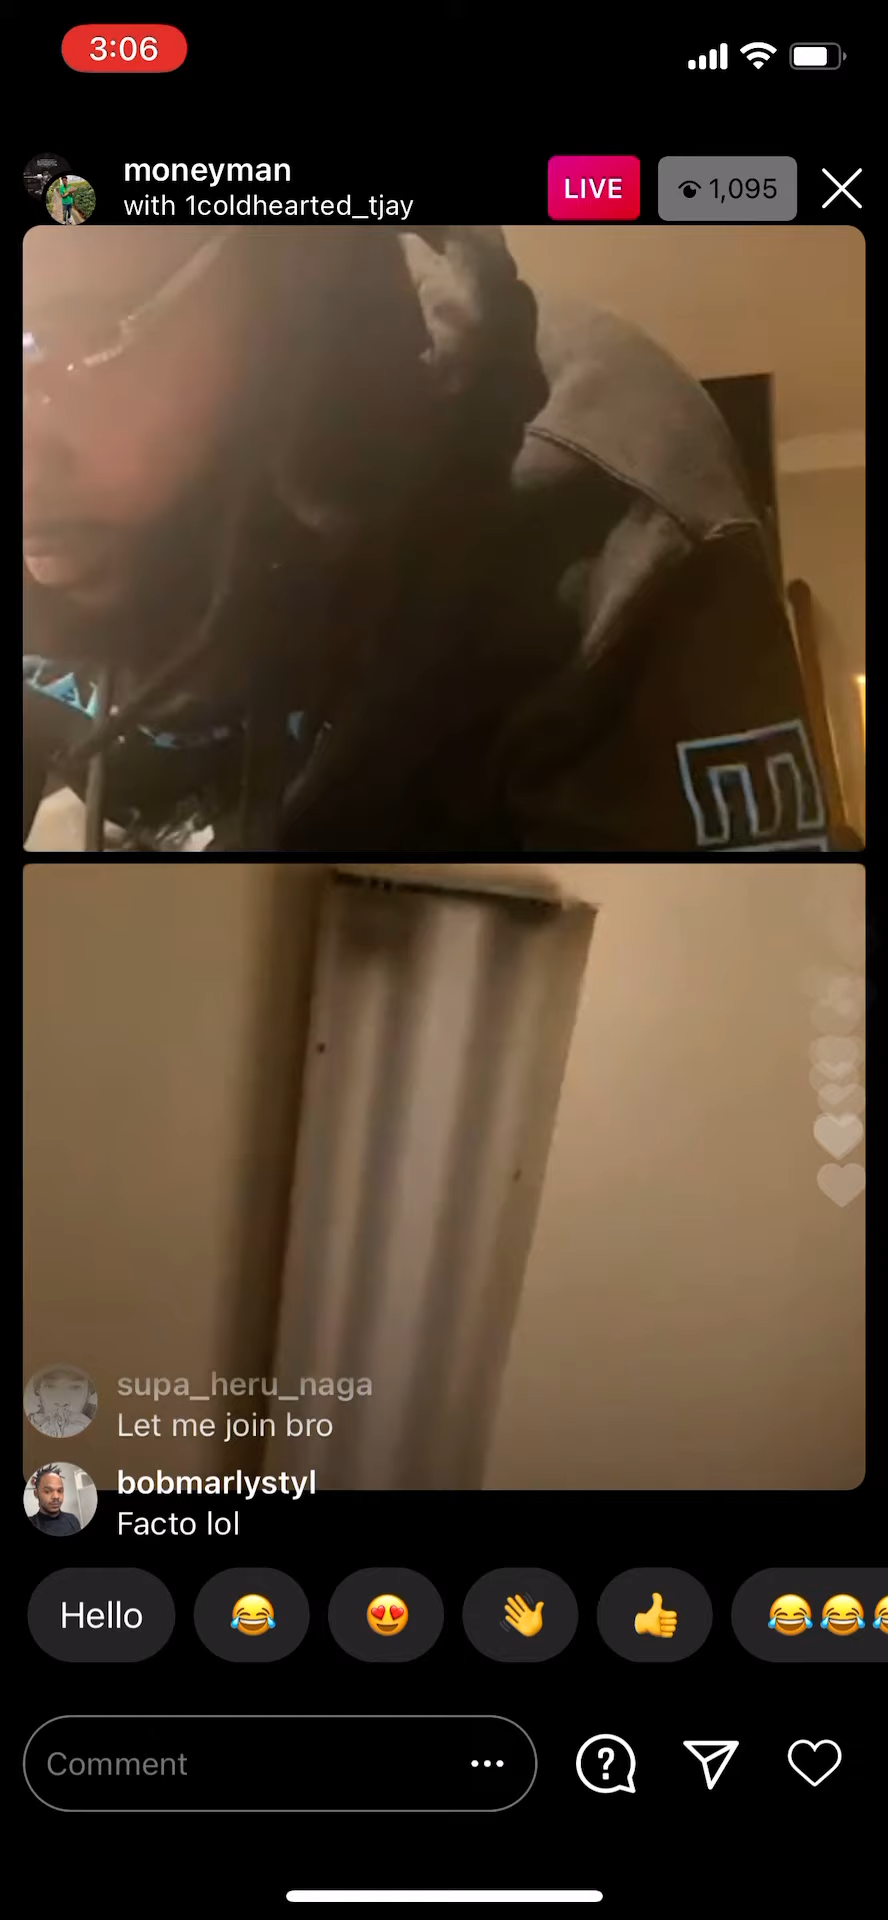 3:06
moneyman
with 1coldhearted_tjay
LIVE
1,095
supa_heru_naga
Let me join bro
bobmarlystyl
Facto lol
Hello
Comment